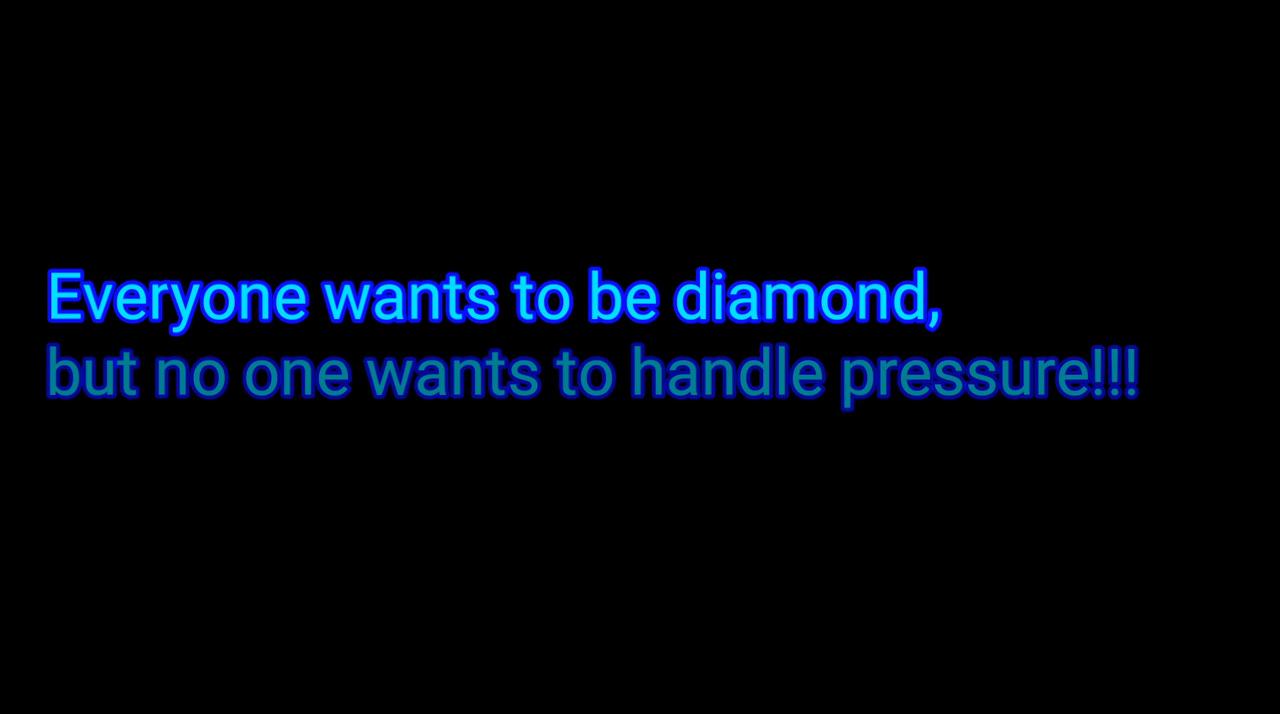 Everyone wants to be diamond,
but no one wants to handle pressure!!!